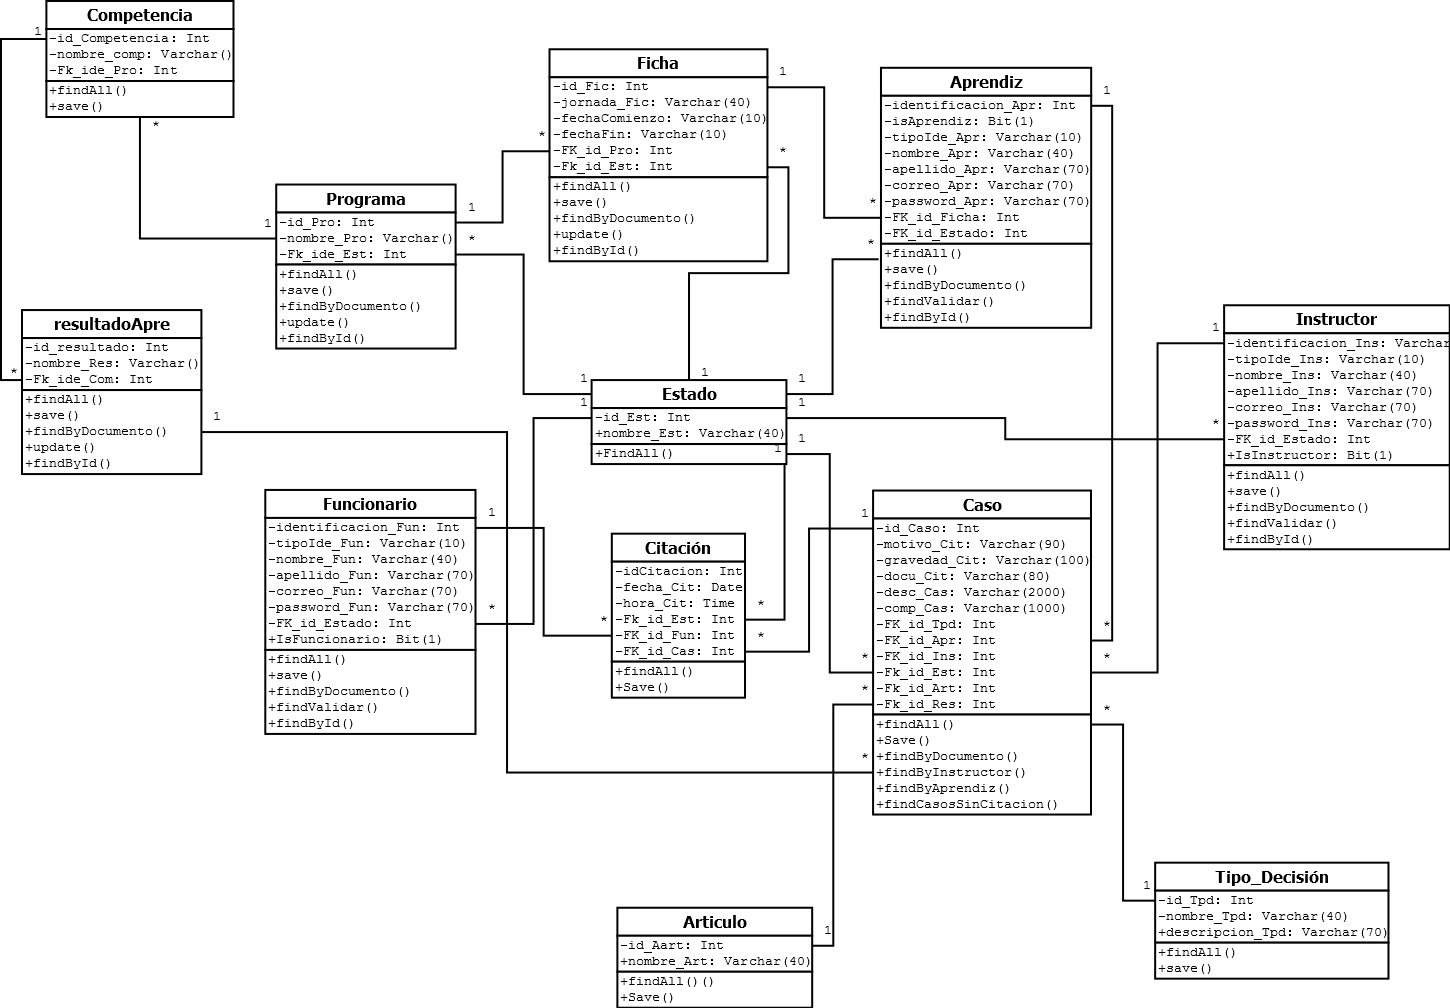 Competencia
-id_Competencia: Int
-nombre_comp: Varchar()
-Fk_ide_Pro: Int
+findAll()
+save()
1
*
Ficha
-id_Fic: Int
-jornada_Fic: Varchar(40)
-fechaComienzo: Varchar(10)
-fechaFin: Varchar(10)
-FK_id_Pro: Int
-Fk_id_Est: Int
+findAll()
+save()
+findByDocumento()
+update()
+findById()
1
*
*
Aprendiz
-identificacion_Apr: Int
-isAprendiz: Bit(1)
-tipoIde_Apr: Varchar(10)
-nombre_Apr: Varchar(40)
-apellido_Apr: Varchar(70)
-correo_Apr: Varchar(70)
-password_Apr: Varchar(70)
-FK_id_Ficha: Int
-FK_id_Estado: Int
+findAll()
+save()
+findByDocumento()
+findValidar()
+findById()
1
*
*
Programa
-id_Pro: Int
-nombre_Pro: Varchar()
-Fk_ide_Est: Int
+findAll()
+save()
+findByDocumento()
+update()
+findById()
1
1
*
resultadoApre
-id_resultado: Int
-nombre_Res: Varchar()
-Fk_ide_Com: Int
+findAll()
+save()
+findByDocumento()
+update()
+findById()
*
1
Instructor
-identificacion_Ins: Varchar
-tipoIde_Ins: Varchar(10)
-nombre_Ins: Varchar(40)
-apellido_Ins: Varchar(70)
-correo_Ins: Varchar(70)
-password_Ins: Varchar(70)
-FK_id_Estado: Int
+IsInstructor: Bit(1)
+findAll()
+save()
+findByDocumento()
+findValidar()
+findById()
1
*
Estado
-id_Est: Int
+nombre_Est: Varchar(40)
+FindAll()
1
1
1
1
1
1
1
Funcionario
-identificacion_Fun: Int
-tipoIde_Fun: Varchar(10)
-nombre_Fun: Varchar(40)
-apellido_Fun: Varchar(70)
-correo_Fun: Varchar(70)
-password_Fun: Varchar(70)
-FK_id_Estado: Int
+IsFuncionario: Bit(1)
+findAll()
+save()
+findByDocumento()
+findValidar()
+findById()
1
*
Citación
-idCitacion: Int
-fecha_Cit: Date
-hora_Cit: Time
-Fk_id_Est: Int
-FK_id_Fun: Int
-FK_id_Cas: Int
+findAll()
+Save()
*
*
*
Caso
-id_Caso: Int
-motivo_Cit: Varchar(90)
-gravedad_Cit: Varchar(100)
-docu_Cit: Varchar(80)
-desc_Cas: Varchar(2000)
-comp_Cas: Varchar(1000)
-FK_id_Tpd: Int
-FK_id_Apr: Int
-FK_id_Ins: Int
-Fk_id_Est: Int
-Fk_id_Art: Int
-Fk_id_Res: Int
+findAll()
+Save()
+findByDocumento()
+findByInstructor()
+findByAprendiz()
+findCasosSinCitacion()
1
*
*
*
*
*
*
Tipo_Decisión
-id_Tpd: Int
-nombre_Tpd: Varchar(40)
+descripcion_Tpd: Varchar(70)
+findAll()
+save()
1
Articulo
-id_Aart: Int
+nombre_Art: Varchar(40)
+findAll()()
+Save()
1